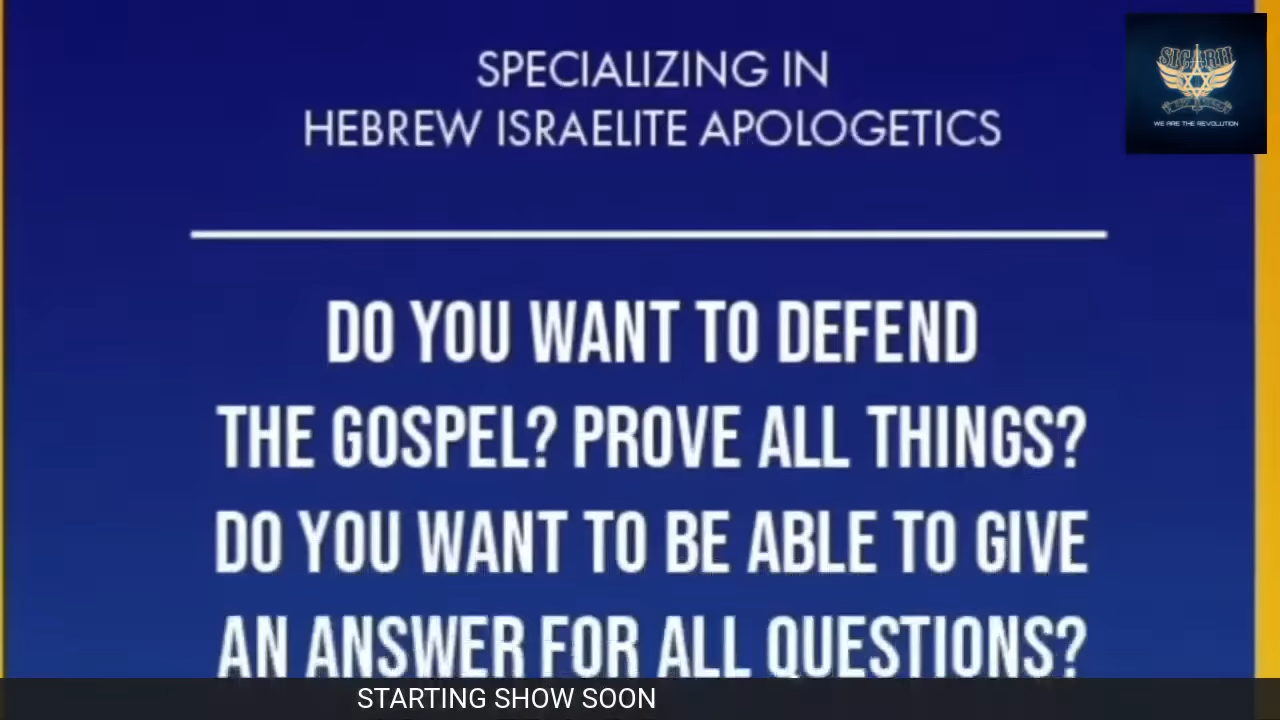 SPECIALIZING IN
HEBREW ISRAELITE APOLOGETICS
SICARII
WE ARE THE REVOLUTION
DO YOU WANT TO DEFEND
THE GOSPEL? PROVE ALL THINGS?
DO YOU WANT TO BE ABLE TO GIVE
AN ANSWER FOR ALL QUESTIONS?
STARTING SHOW SOON